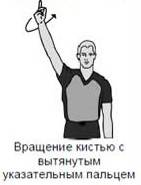 Вращение кистью с
вытянутым
указательным пальцем